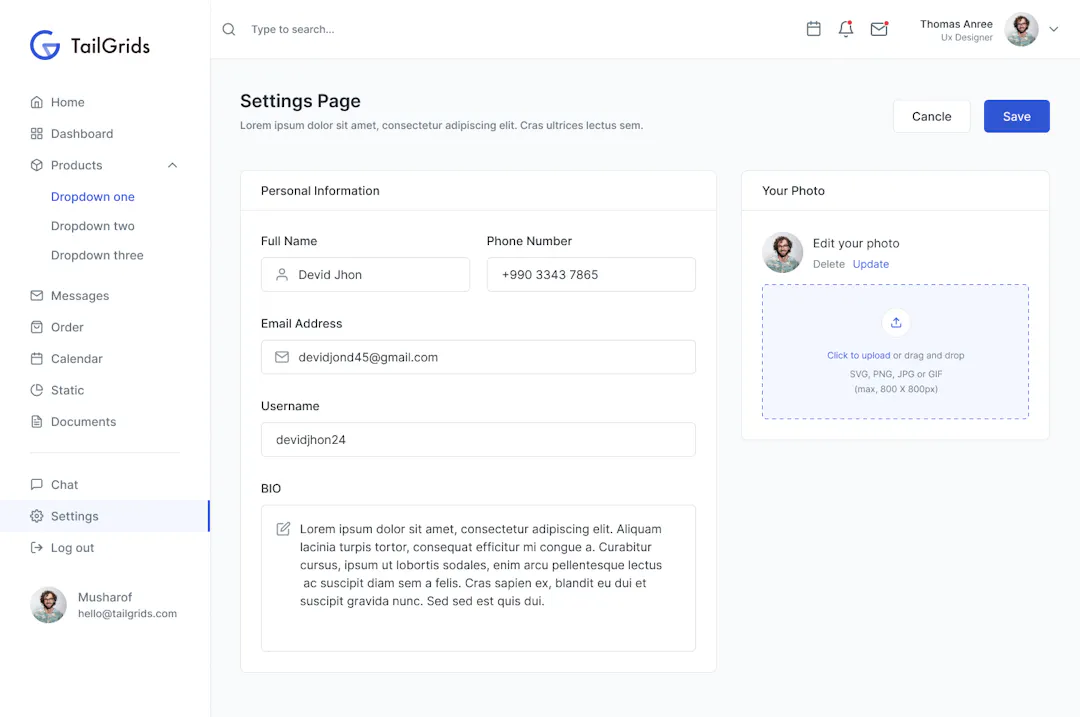 TailGrids
Home
Dashboard
Products
Dropdown one
Dropdown two
Dropdown three
Messages
Order
Calendar
Static
Documents
Chat
Settings
Log out
Musharof
hello@tailgrids.com
Type to search...
Thomas Anree
Ux Designer
Settings Page
Lorem ipsum dolor sit amet, consectetur adipiscing elit. Cras ultrices lectus sem.
Cancle
Save
Personal Information
Full Name
Devid Jhon
Phone Number
+990 3343 7865
Email Address
devidjond45@gmail.com
Username
devidjhon24
BIO
Lorem ipsum dolor sit amet, consectetur adipiscing elit. Aliquam
lacinia turpis tortor, consequat efficitur mi congue a. Curabitur
cursus, ipsum ut lobortis sodales, enim arcu pellentesque lectus
ac suscipit diam sem a felis. Cras sapien ex, blandit eu dui et
suscipit gravida nunc. Sed sed est quis dui.
Your Photo
Edit your photo
Delete Update
Click to upload or drag and drop
SVG, PNG, JPG or GIF
(max, 800 X 800px)